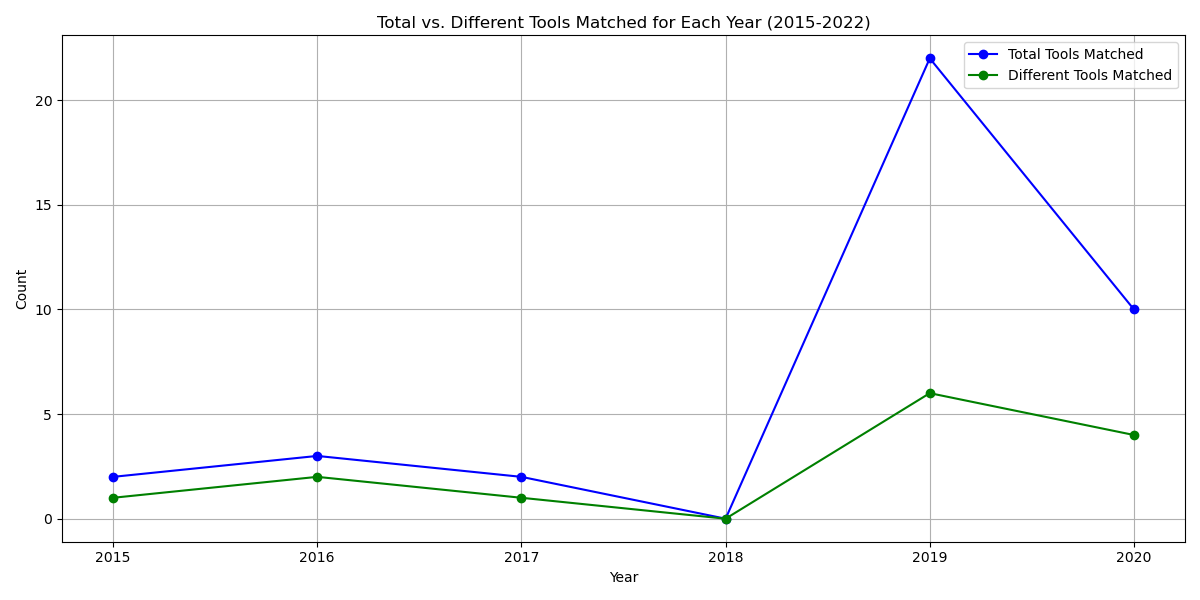 Total vs. Different Tools Matched for Each Year (2015-2022)
Total Tools Matched
Different Tools Matched
Count
20
15
10
5
0
2015 2016 2017 2018 2019 2020
Year